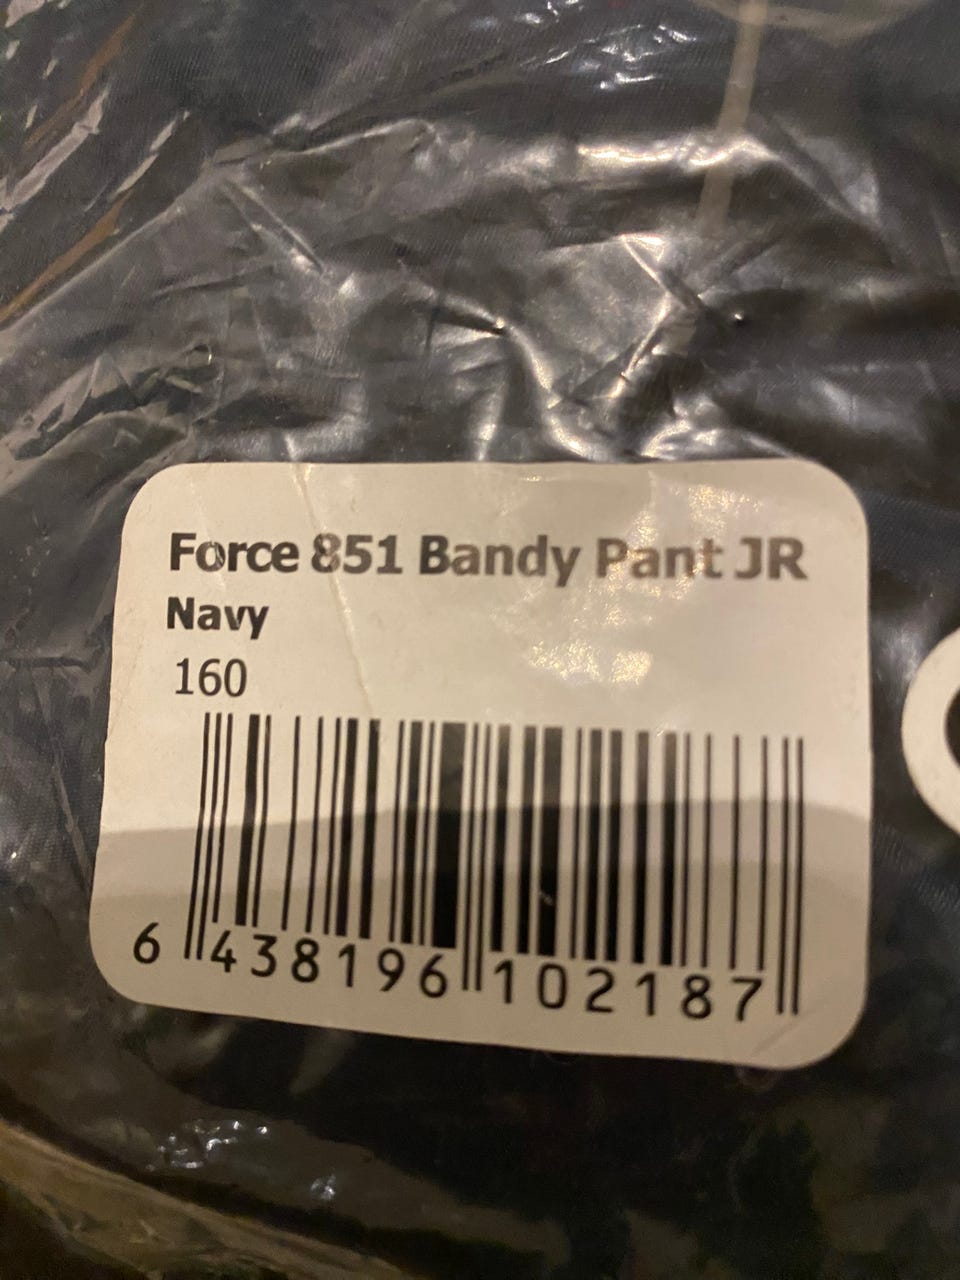 Force 851 Bandy Pant JR
Navy
160
6 438196 102187